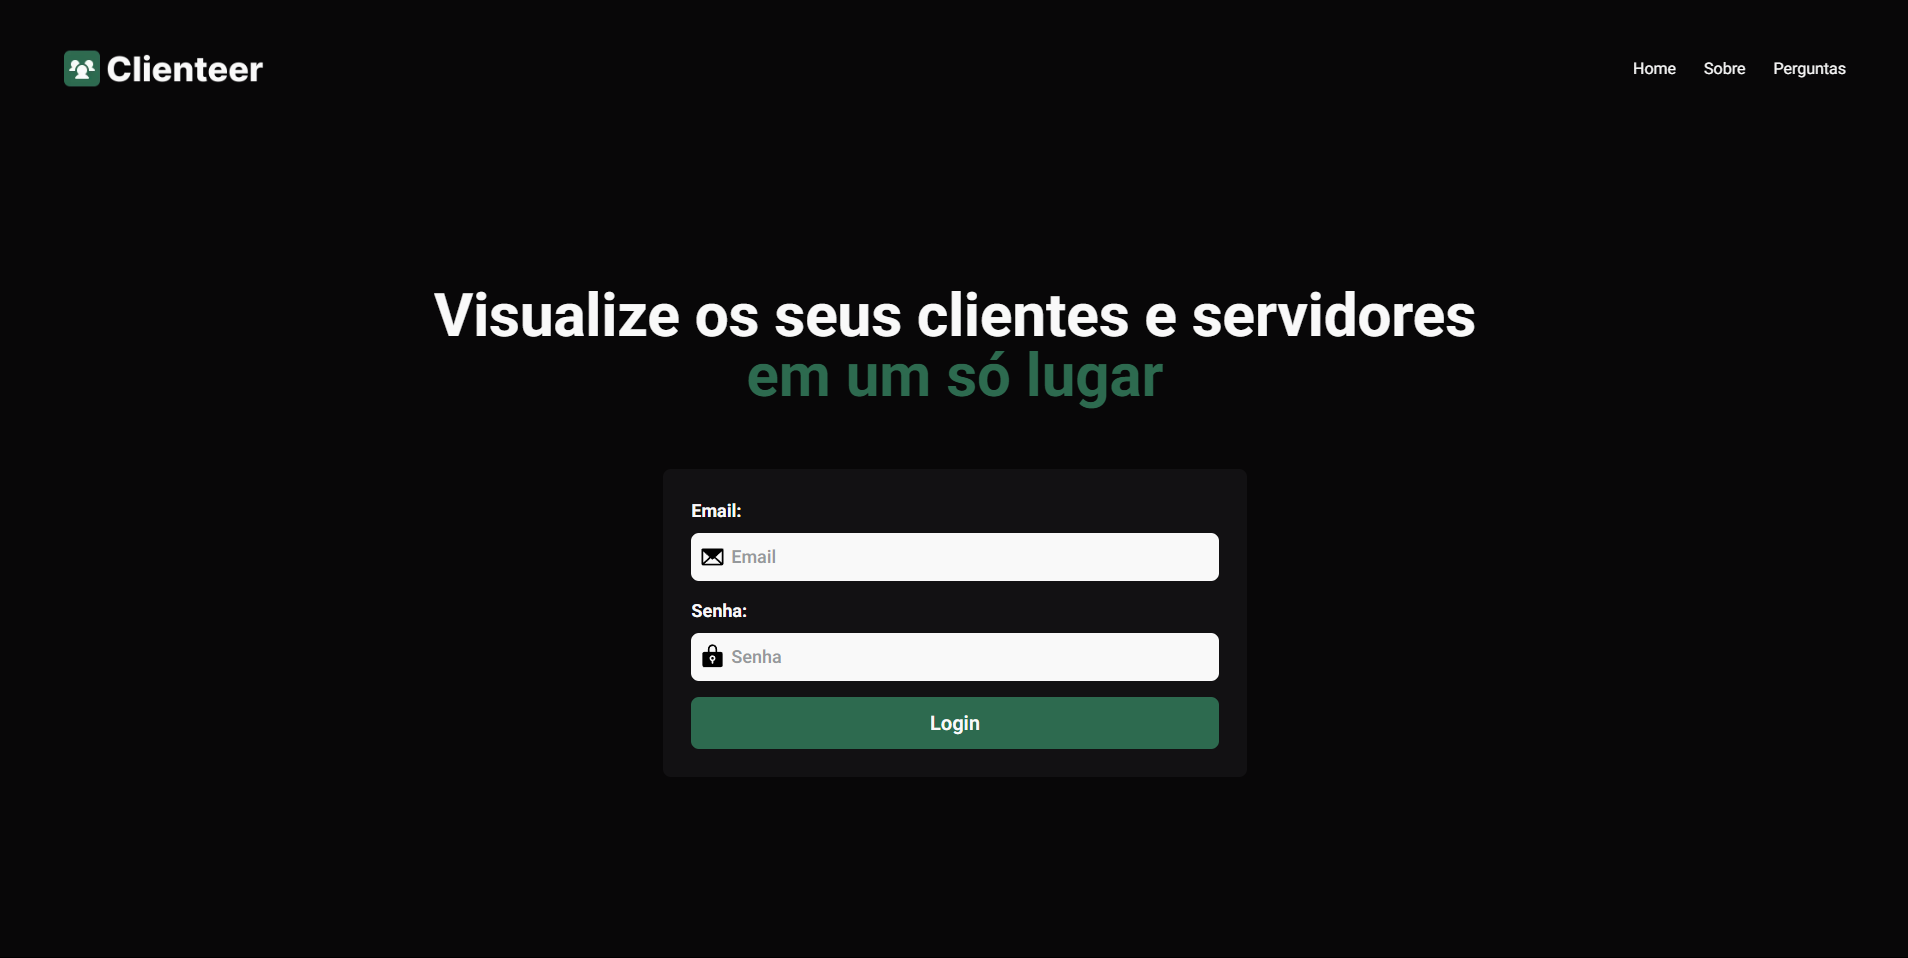 Clienteer
Home Sobre Perguntas
Visualize os seus clientes e servidores
em um só lugar
Email:
Email
Senha:
Senha
Login